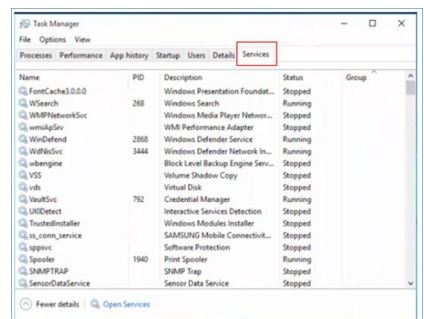 Task Manager
File Options View
Processes Performance App history Startup Users Details Services
Name PID Description Status Group
FontCache3.0.0.0 Windows Presentation Foundat... Stopped
WSearch 268 Windows Search Running
WMPNetworkSvc Windows Media Player Networ... Stopped
wmiApSrv WMI Performance Adapter Stopped
WinDefend 2868 Windows Defender Service Running
WdNisSvc 3444 Windows Defender Network In... Running
wbengine Block Level Backup Engine Serv... Stopped
VSS Volume Shadow Copy Stopped
vds Virtual Disk Stopped
VaultSvc 792 Credential Manager Running
UI0Detect Interactive Services Detection Stopped
TrustedInstaller Windows Modules Installer Stopped
ss_conn_service SAMSUNG Mobile Connectivit... Stopped
sppsvc Software Protection Stopped
Spooler 1940 Print Spooler Running
SNMPTRAP SNMP Trap Stopped
SensorDataService Sensor Data Service Stopped
Fewer details Open Services